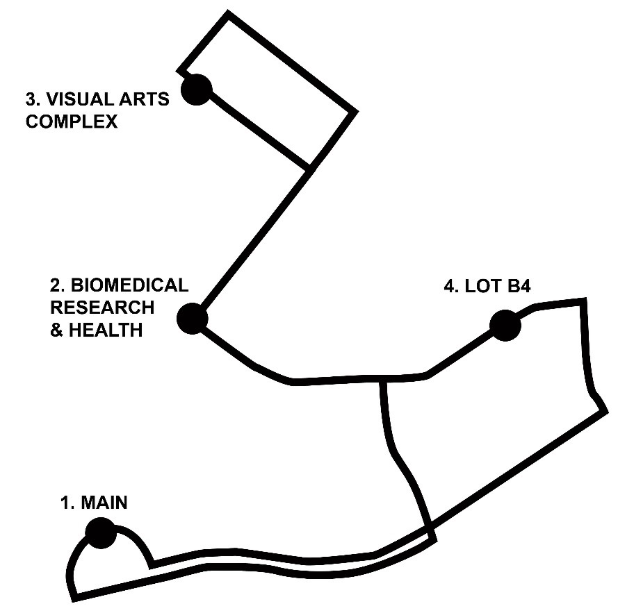 3. VISUAL ARTS
COMPLEX
2. BIOMEDICAL
RESEARCH
& HEALTH
4. LOT B4
1. MAIN